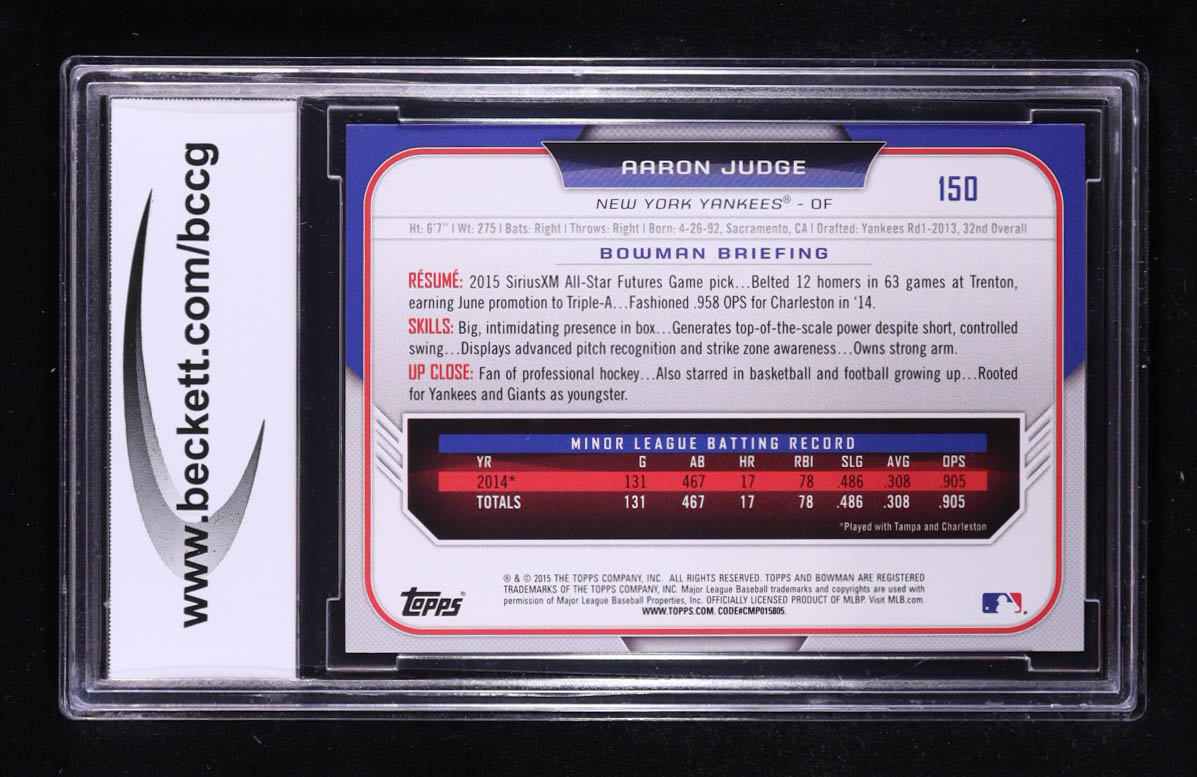 www.beckett.com/bccg
AARON JUDGE
150
NEW YORK YANKEES® - OF
Ht: 6'7" | Wt: 275 | Bats: Right | Throws: Right | Born: 4-26-92, Sacramento, CA | Drafted: Yankees Rd1-2013, 32nd Overall
BOWMAN BRIEFING
RÉSUMÉ: 2015 SiriusXM All-Star Futures Game pick...Belted 12 homers in 63 games at Trenton,
earning June promotion to Triple-A...Fashioned .958 OPS for Charleston in '14.
SKILLS: Big, intimidating presence in box...Generates top-of-the-scale power despite short, controlled
swing...Displays advanced pitch recognition and strike zone awareness...Owns strong arm.
UP CLOSE: Fan of professional hockey...Also starred in basketball and football growing up...Rooted
for Yankees and Giants as youngster.
MINOR LEAGUE BATTING RECORD
YR G AB HR RBI SLG AVG OPS
2014* 131 467 17 78 .486 .308 .905
TOTALS 131 467 17 78 .486 .308 .905
*Played with Tampa and Charleston
® & © 2015 THE TOPPS COMPANY, INC. ALL RIGHTS RESERVED. TOPPS AND BOWMAN ARE REGISTERED
TRADEMARKS OF THE TOPPS COMPANY, INC. Major League Baseball trademarks and copyrights are used with
permission of Major League Baseball Properties, Inc. OFFICIALLY LICENSED PRODUCT OF MLBP. Visit MLB.com.
WWW.TOPPS.COM. CODE#CMP015805.
Topps®